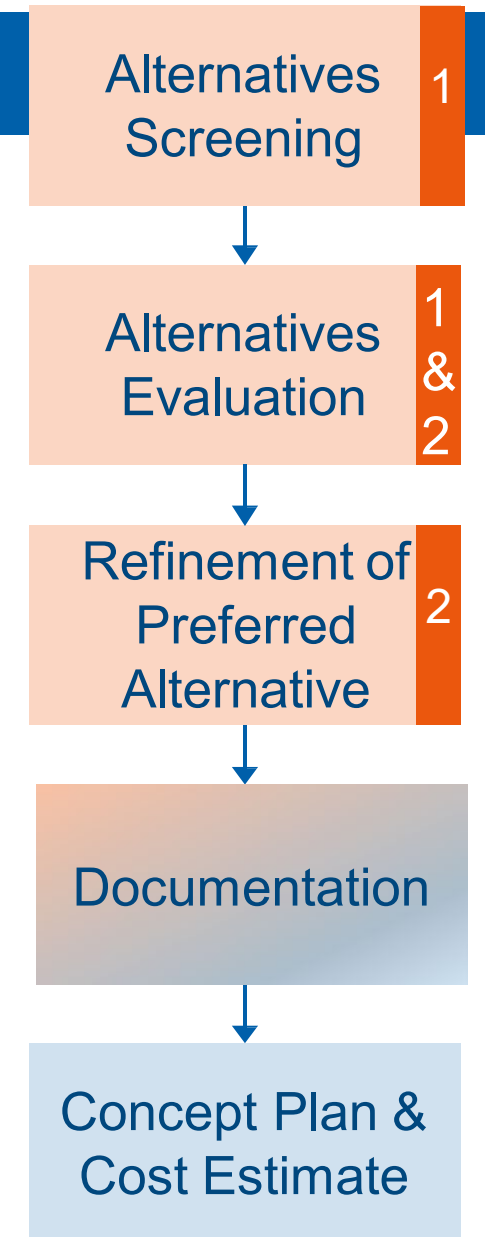 Alternatives
Screening
1
Alternatives
Evaluation
1
&
2
Refinement of
Preferred
Alternative
2
Documentation
Concept Plan &
Cost Estimate